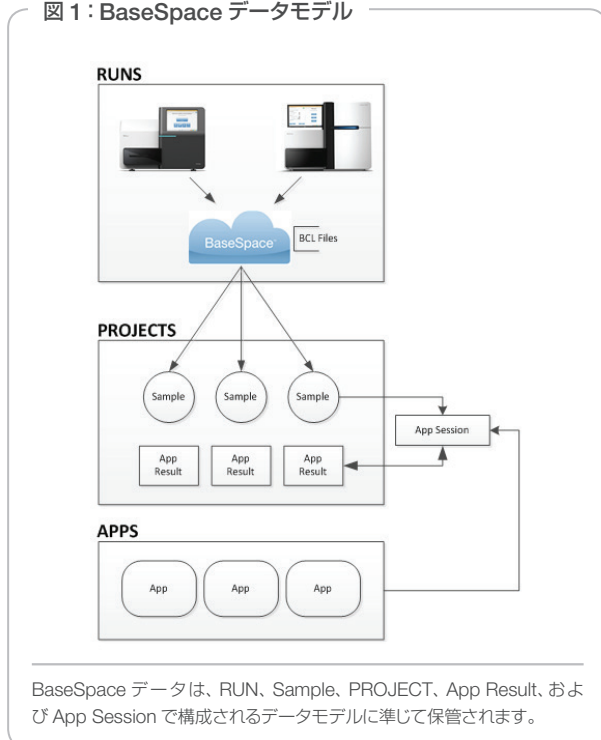 図 1：BaseSpace データモデル
RUNS
BaseSpace
BCL Files
PROJECTS
Sample
Sample
Sample
App Session
App
Result
App
Result
App
Result
APPS
App
App
App
BaseSpace データは、RUN、Sample、PROJECT、App Result、およ
び App Session で構成されるデータモデルに準じて保管されます。